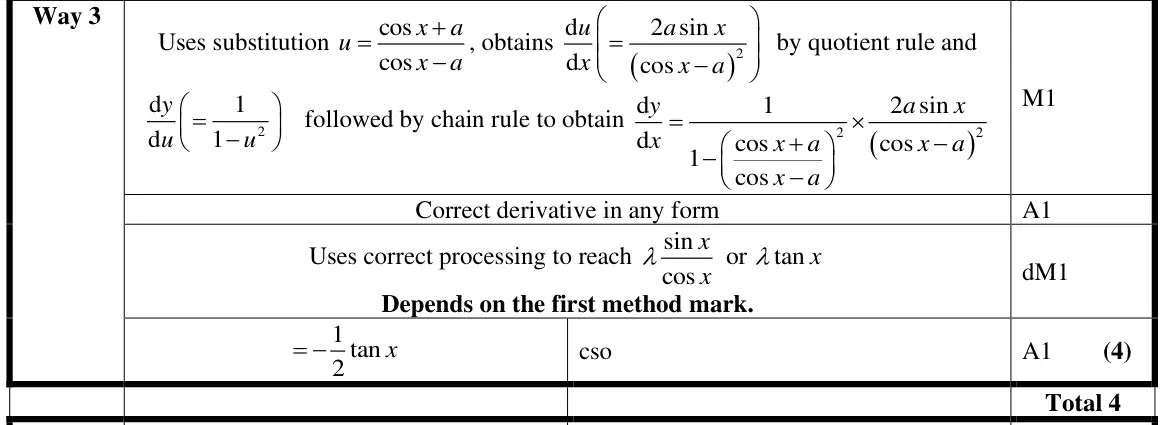 Way 3
Uses substitution u = (cos x + a)/(cos x − a), obtains du/dx (= 2a sin x/(cos x − a)²) by quotient rule and
dy/du (= 1/(1 − u²)) followed by chain rule to obtain dy/dx = 1/(1 − ((cos x + a)/(cos x − a))²) × 2a sin x/(cos x − a)²
M1
Correct derivative in any form A1
Uses correct processing to reach λ sin x/cos x or λ tan x
Depends on the first method mark.
dM1
= −1/2 tan x cso A1 (4)
Total 4